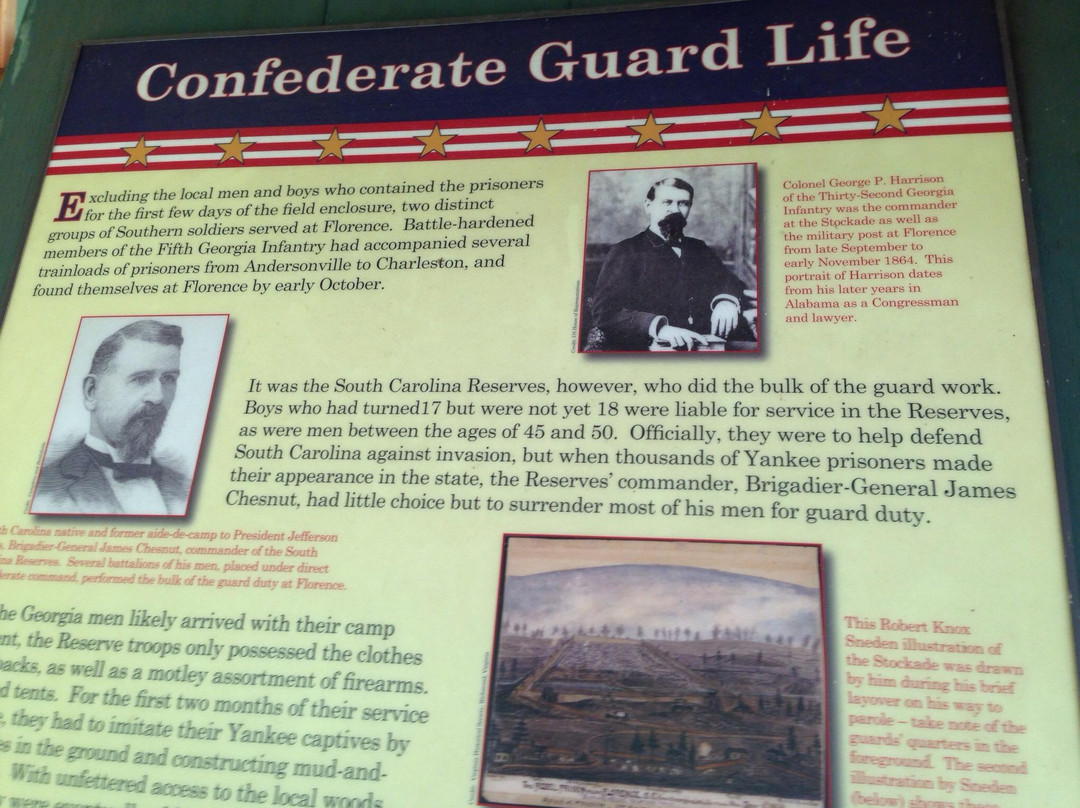 Confederate Guard Life
Excluding the local men and boys who contained the prisoners
for the first few days of the field enclosure, two distinct
groups of Southern soldiers served at Florence. Battle-hardened
members of the Fifth Georgia Infantry had accompanied several
trainloads of prisoners from Andersonville to Charleston, and
found themselves at Florence by early October.
Colonel George P. Harrison
of the Thirty-Second Georgia
Infantry was the commander
at the Stockade as well as
the military post at Florence
from late September to
early November 1864. This
portrait of Harrison dates
from his later years in
Alabama as a Congressman
and lawyer.
It was the South Carolina Reserves, however, who did the bulk of the guard work.
Boys who had turned17 but were not yet 18 were liable for service in the Reserves,
as were men between the ages of 45 and 50. Officially, they were to help defend
South Carolina against invasion, but when thousands of Yankee prisoners made
their appearance in the state, the Reserves' commander, Brigadier-General James
Chesnut, had little choice but to surrender most of his men for guard duty.
Carolina native and former aide-de-camp to President Jefferson
Brigadier-General James Chesnut, commander of the South
Reserves. Several battalions of his men, placed under direct
command, performed the bulk of the guard duty at Florence.
he Georgia men likely arrived with their camp
nt, the Reserve troops only possessed the clothes
backs, as well as a motley assortment of firearms.
d tents. For the first two months of their service
, they had to imitate their Yankee captives by
es in the ground and constructing mud-and-
With unfettered access to the local woods
This Robert Knox
Sneden illustration of
the Stockade was drawn
by him during his brief
layover on his way to
parole – take note of the
guards' quarters in the
foreground. The second
illustration by Sneden
(below) shows